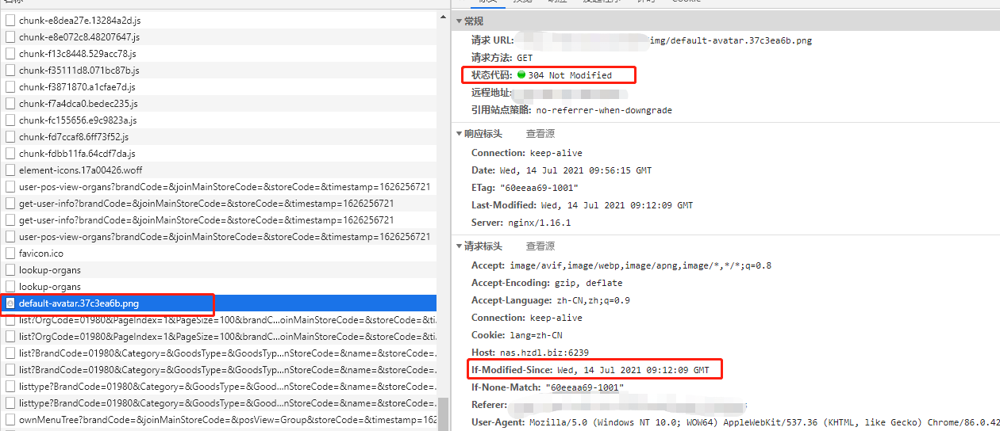 chunk-e8dea27e.13284a2d.js
chunk-e8e072c8.48207647.js
chunk-f13c8448.529acc78.js
chunk-f35111d8.071bc87b.js
chunk-f3871870.a1cfae7d.js
chunk-f7a4dca0.bedec235.js
chunk-fc155656.e9c9823a.js
chunk-fd7ccaf8.6ff73f52.js
chunk-fdbb11fa.64cdf7da.js
element-icons.17a00426.woff
user-pos-view-organs?brandCode=&joinMainStoreCode=&storeCode=&timestamp=1626256721
get-user-info?brandCode=&joinMainStoreCode=&storeCode=&timestamp=1626256721
get-user-info?brandCode=&joinMainStoreCode=&storeCode=&timestamp=1626256721
user-pos-view-organs?brandCode=&joinMainStoreCode=&storeCode=&timestamp=1626256721
favicon.ico
lookup-organs
lookup-organs
default-avatar.37c3ea6b.png
list?OrgCode=01980&PageIndex=1&PageSize=100&brandC...oinMainStoreCode=&storeCode=&ti...
list?OrgCode=01980&PageIndex=1&PageSize=100&brandC...oinMainStoreCode=&storeCode=&ti...
list?BrandCode=01980&Category=&GoodsType=&GoodsTyp...nStoreCode=&name=&storeCode=...
list?BrandCode=01980&Category=&GoodsType=&GoodsTyp...nStoreCode=&name=&storeCode=...
listtype?BrandCode=01980&Category=&GoodsType=&Good...nStoreCode=&name=&storeCode=...
listtype?BrandCode=01980&Category=&GoodsType=&Good...nStoreCode=&name=&storeCode=...
ownMenuTree?brandCode=&joinMainStoreCode=&posView=Group&storeCode=&timestamp=162...
常规
请求 URL: img/default-avatar.37c3ea6b.png
请求方法: GET
状态代码: 304 Not Modified
远程地址:
引用站点策略: no-referrer-when-downgrade
响应标头 查看源
Connection: keep-alive
Date: Wed, 14 Jul 2021 09:56:15 GMT
ETag: "60eeaa69-1001"
Last-Modified: Wed, 14 Jul 2021 09:12:09 GMT
Server: nginx/1.16.1
请求标头 查看源
Accept: image/avif,image/webp,image/apng,image/*,*/*;q=0.8
Accept-Encoding: gzip, deflate
Accept-Language: zh-CN,zh;q=0.9
Connection: keep-alive
Cookie: lang=zh-CN
Host: nas.hzdl.biz:6239
If-Modified-Since: Wed, 14 Jul 2021 09:12:09 GMT
If-None-Match: "60eeaa69-1001"
Referer:
User-Agent: Mozilla/5.0 (Windows NT 10.0; WOW64) AppleWebKit/537.36 (KHTML, like Gecko) Chrome/86.0.42